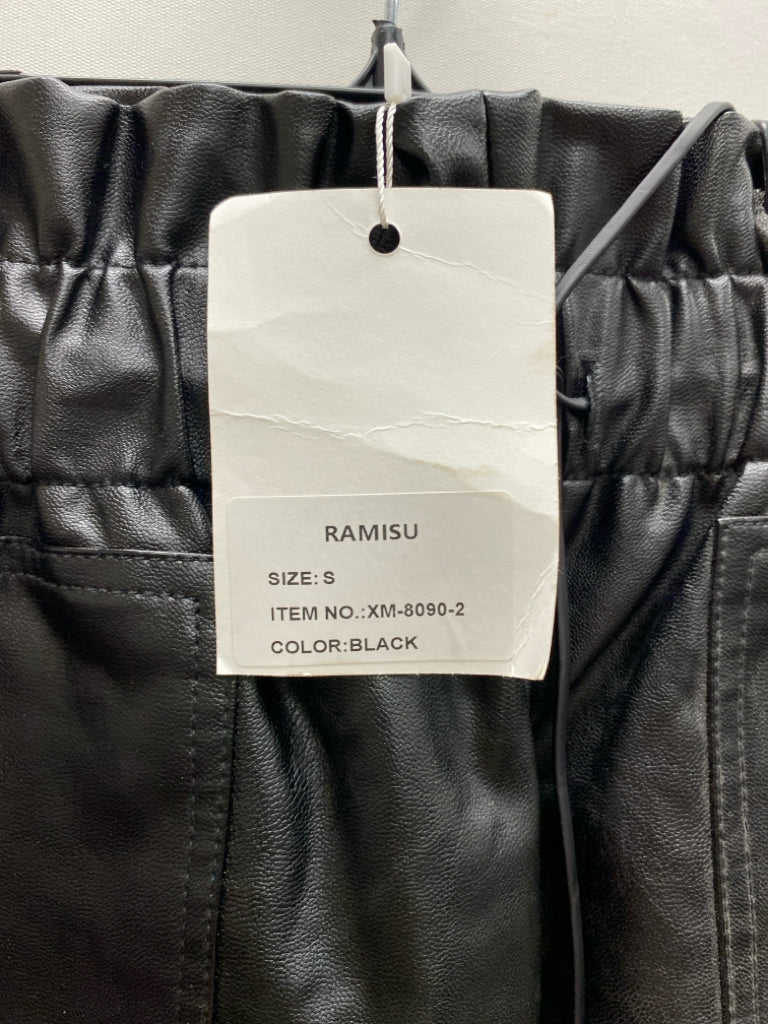 RAMISU
SIZE: S
ITEM NO.:XM-8090-2
COLOR:BLACK